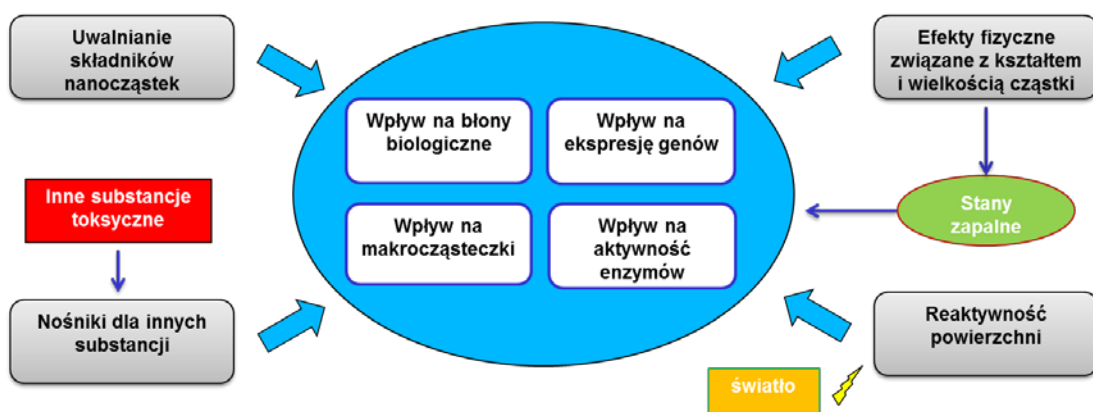 Uwalnianie
składników
nanocząstek
Efekty fizyczne
związane z kształtem
i wielkością cząstki
Wpływ na błony
biologiczne
Wpływ na
ekspresję genów
Inne substancje
toksyczne
Stany
zapalne
Wpływ na
makrocząsteczki
Wpływ na
aktywność
enzymów
Nośniki dla innych
substancji
Reaktywność
powierzchni
światło